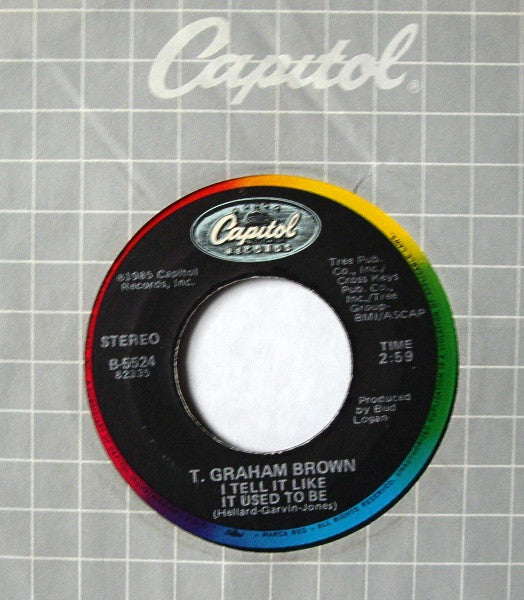 Capitol®
Capitol
RECORDS
℗1985 Capitol
Records, Inc.
Tree Pub.
Co., Inc./
Cross Keys
Pub. Co.,
Inc./Tree
Group-
BMI/ASCAP
STEREO
B-5524
82335
TIME
2:59
Produced
by Bud
Logan
T. GRAHAM BROWN
I TELL IT LIKE
IT USED TO BE
(Hellard-Garvin-Jones)